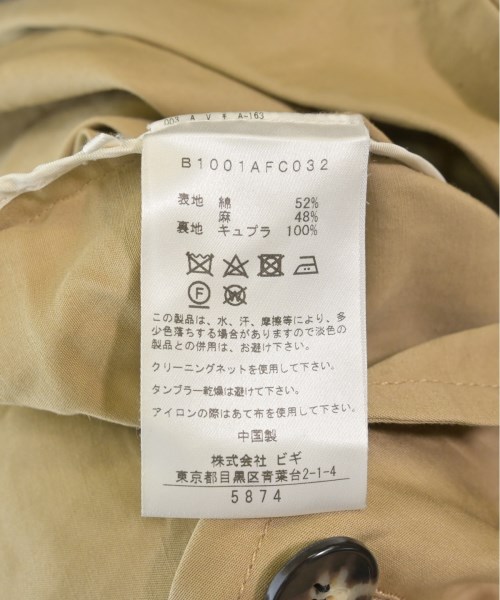 003 A V ¥ A-163
B1001AFC032
表地 綿 52%
麻 48%
裏地 キュプラ 100%
F W
この製品は、水、汗、摩擦等により、多
少色落ちする場合がありますので淡色の
製品との併用は、お避け下さい。
クリーニングネットを使用して下さい。
タンブラー乾燥は避けて下さい。
アイロンの際はあて布を使用して下さい。
中国製
株式会社 ビギ
東京都目黒区青葉台2-1-4
5874